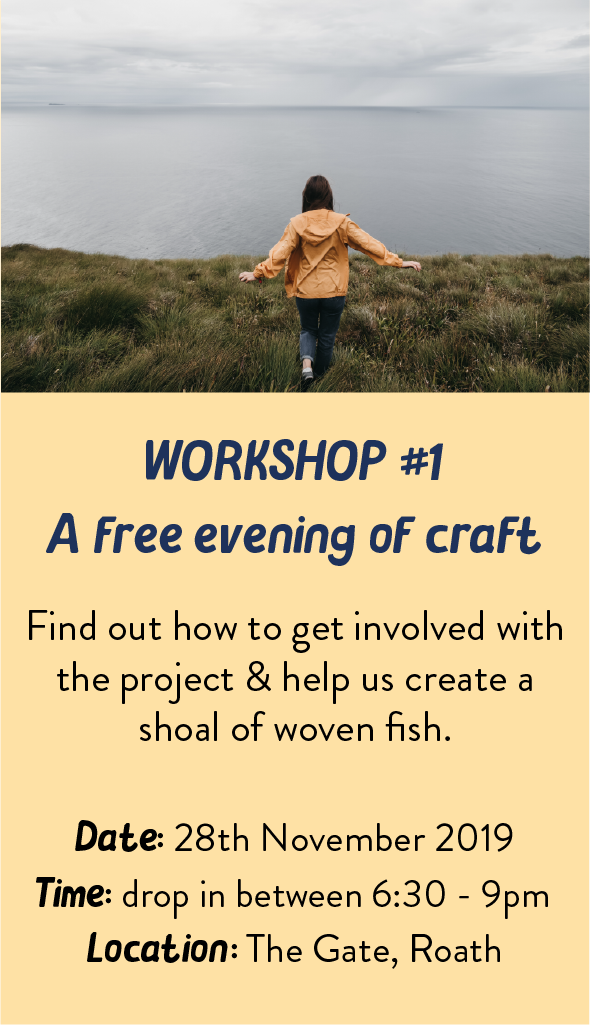 WORKSHOP #1
A free evening of craft
Find out how to get involved with
the project & help us create a
shoal of woven fish.
Date: 28th November 2019
Time: drop in between 6:30 - 9pm
Location: The Gate, Roath